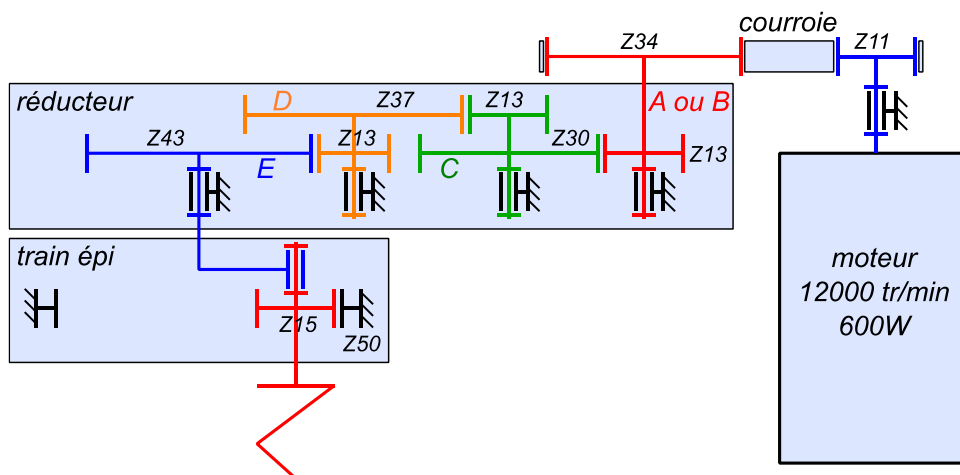 courroie
Z34
Z11
réducteur
D
Z37
Z13
A ou B
Z43
Z13
Z30
Z13
E
C
train épi
Z15
Z50
moteur
12000 tr/min
600W